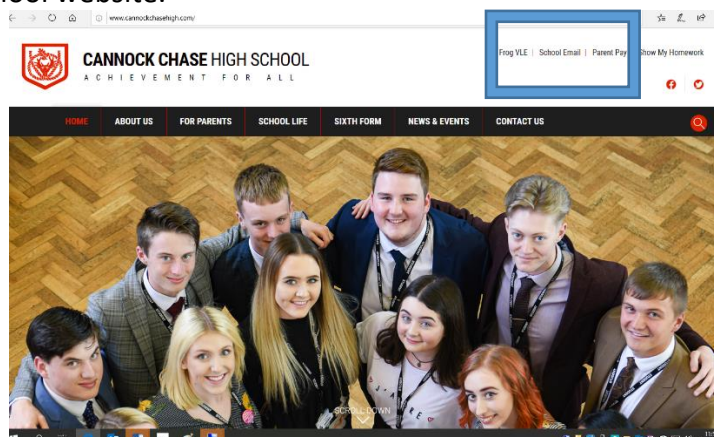 ool website.
www.cannockchasehigh.com/
Frog VLE | School Email | Parent Pay Show My Homework
CANNOCK CHASE HIGH SCHOOL
ACHIEVEMENT FOR ALL
HOME ABOUT US FOR PARENTS SCHOOL LIFE SIXTH FORM NEWS & EVENTS CONTACT US
SCROLL DOWN